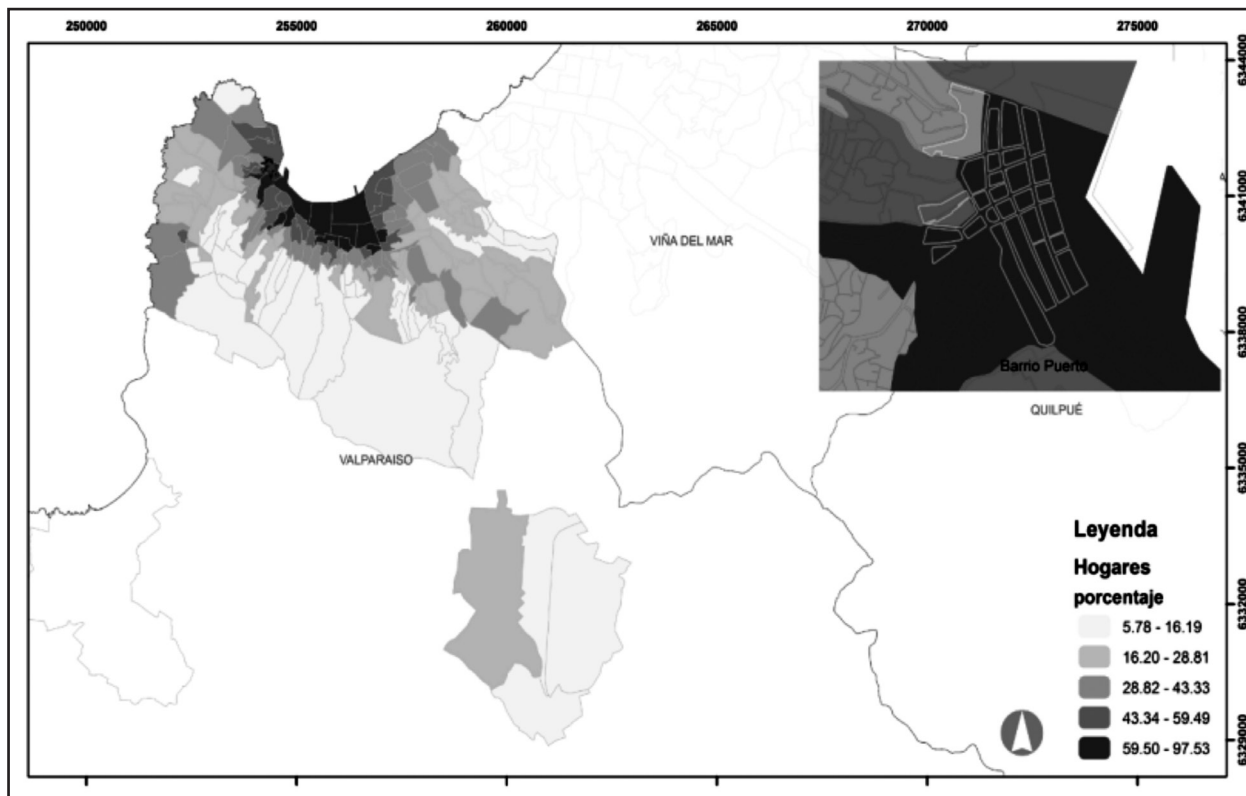 250000 255000 260000 265000 270000 275000
6344000
6341000
6338000
6335000
6332000
6329000
VIÑA DEL MAR
Barrio Puerto
QUILPUÉ
VALPARAISO
Leyenda
Hogares
porcentaje
5.78 - 16.19
16.20 - 28.81
28.82 - 43.33
43.34 - 59.49
59.50 - 97.53